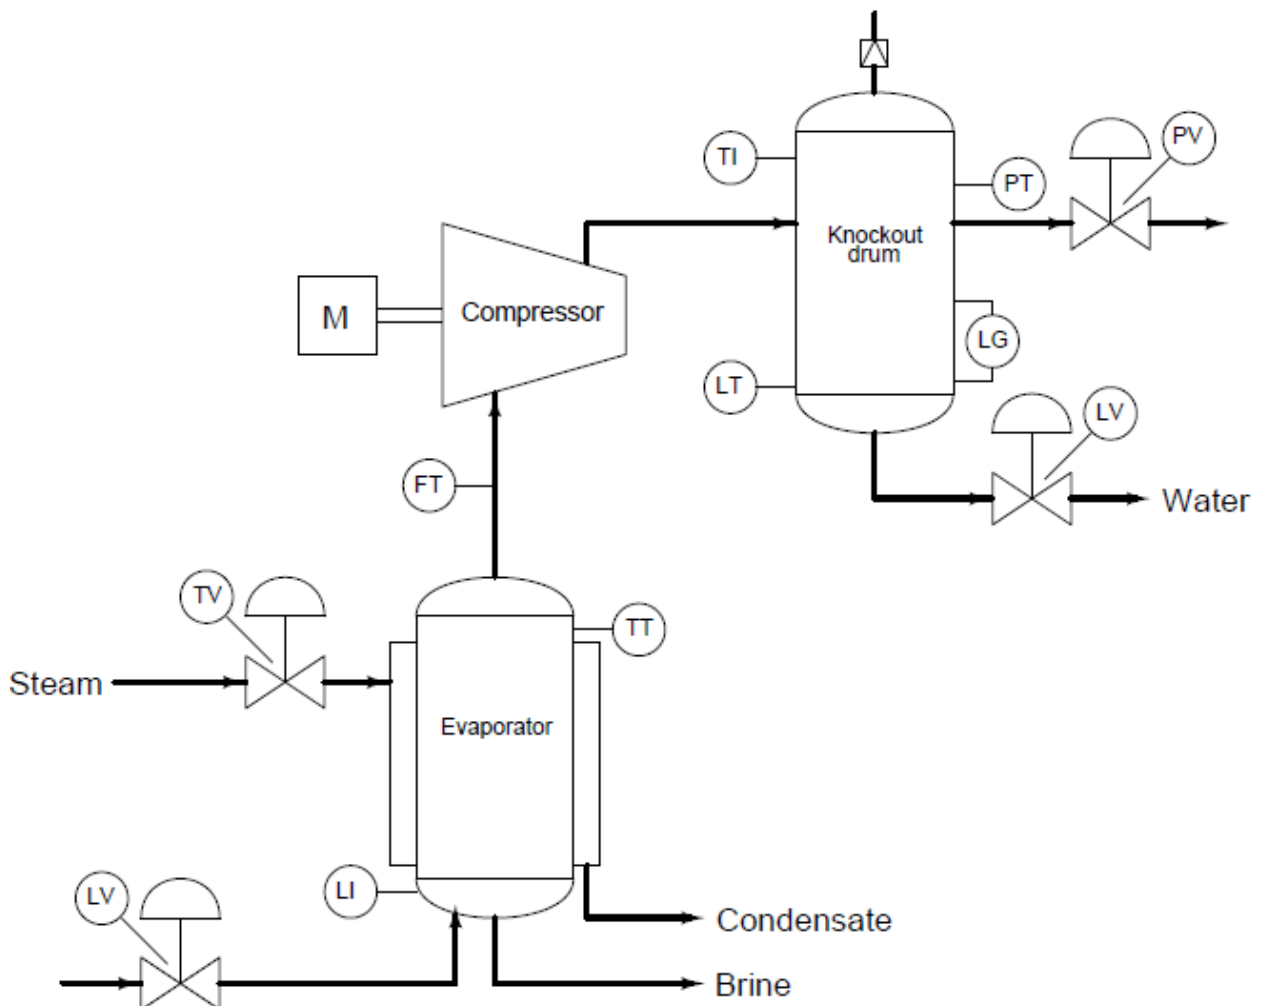 TI
PV
PT
Knockout
drum
M
Compressor
LG
LT
LV
FT
Water
TV
TT
Steam
Evaporator
LI
LV
Condensate
Brine